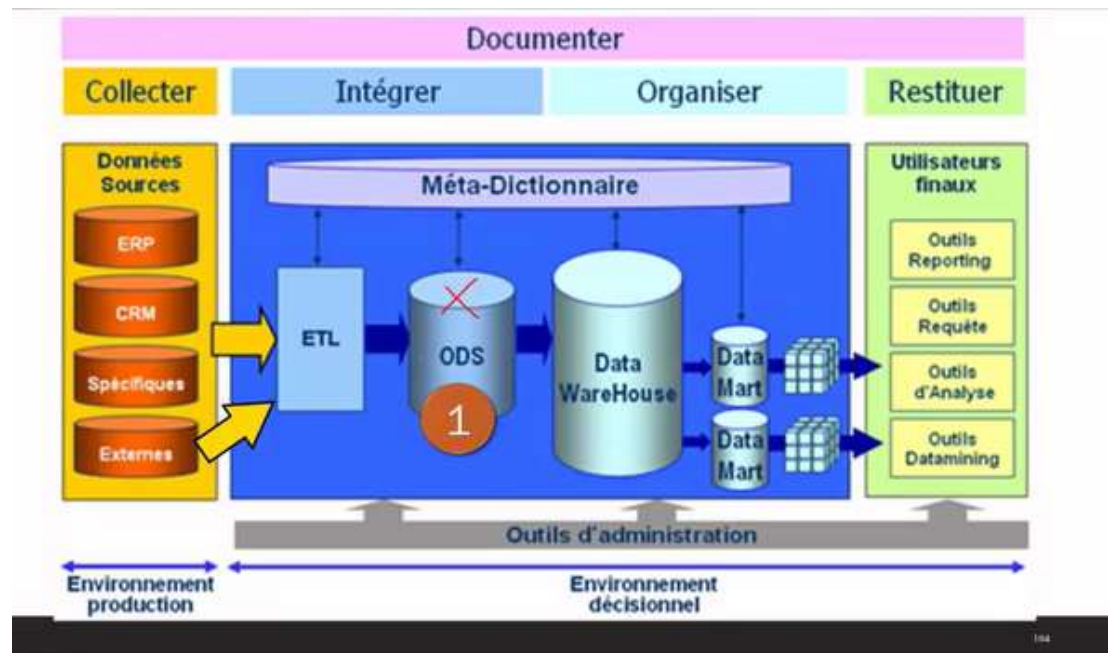 Documenter
Collecter
Intégrer
Organiser
Restituer
Données
Sources
ERP
CRM
Spécifiques
Externes
Méta-Dictionnaire
ETL
ODS
1
Data
WareHouse
Data
Mart
Data
Mart
Utilisateurs
finaux
Outils
Reporting
Outils
Requête
Outils
d'Analyse
Outils
Datamining
Outils d'administration
Environnement
production
Environnement
décisionnel
104